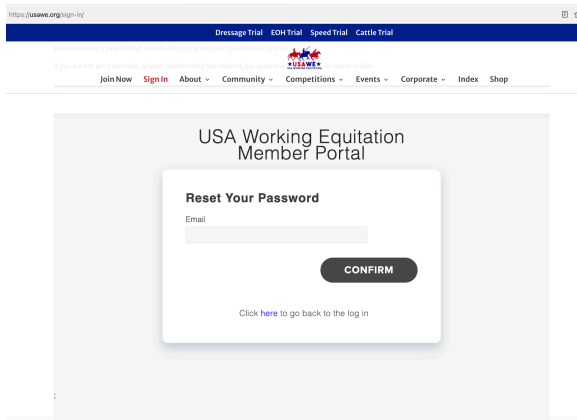 https://usawe.org/sign-in/
Dressage Trial EOH Trial Speed Trial Cattle Trial
USAWE
Join Now Sign In About Community Competitions Events Corporate Index Shop
USA Working Equitation
Member Portal
Reset Your Password
Email
CONFIRM
Click here to go back to the log in
;